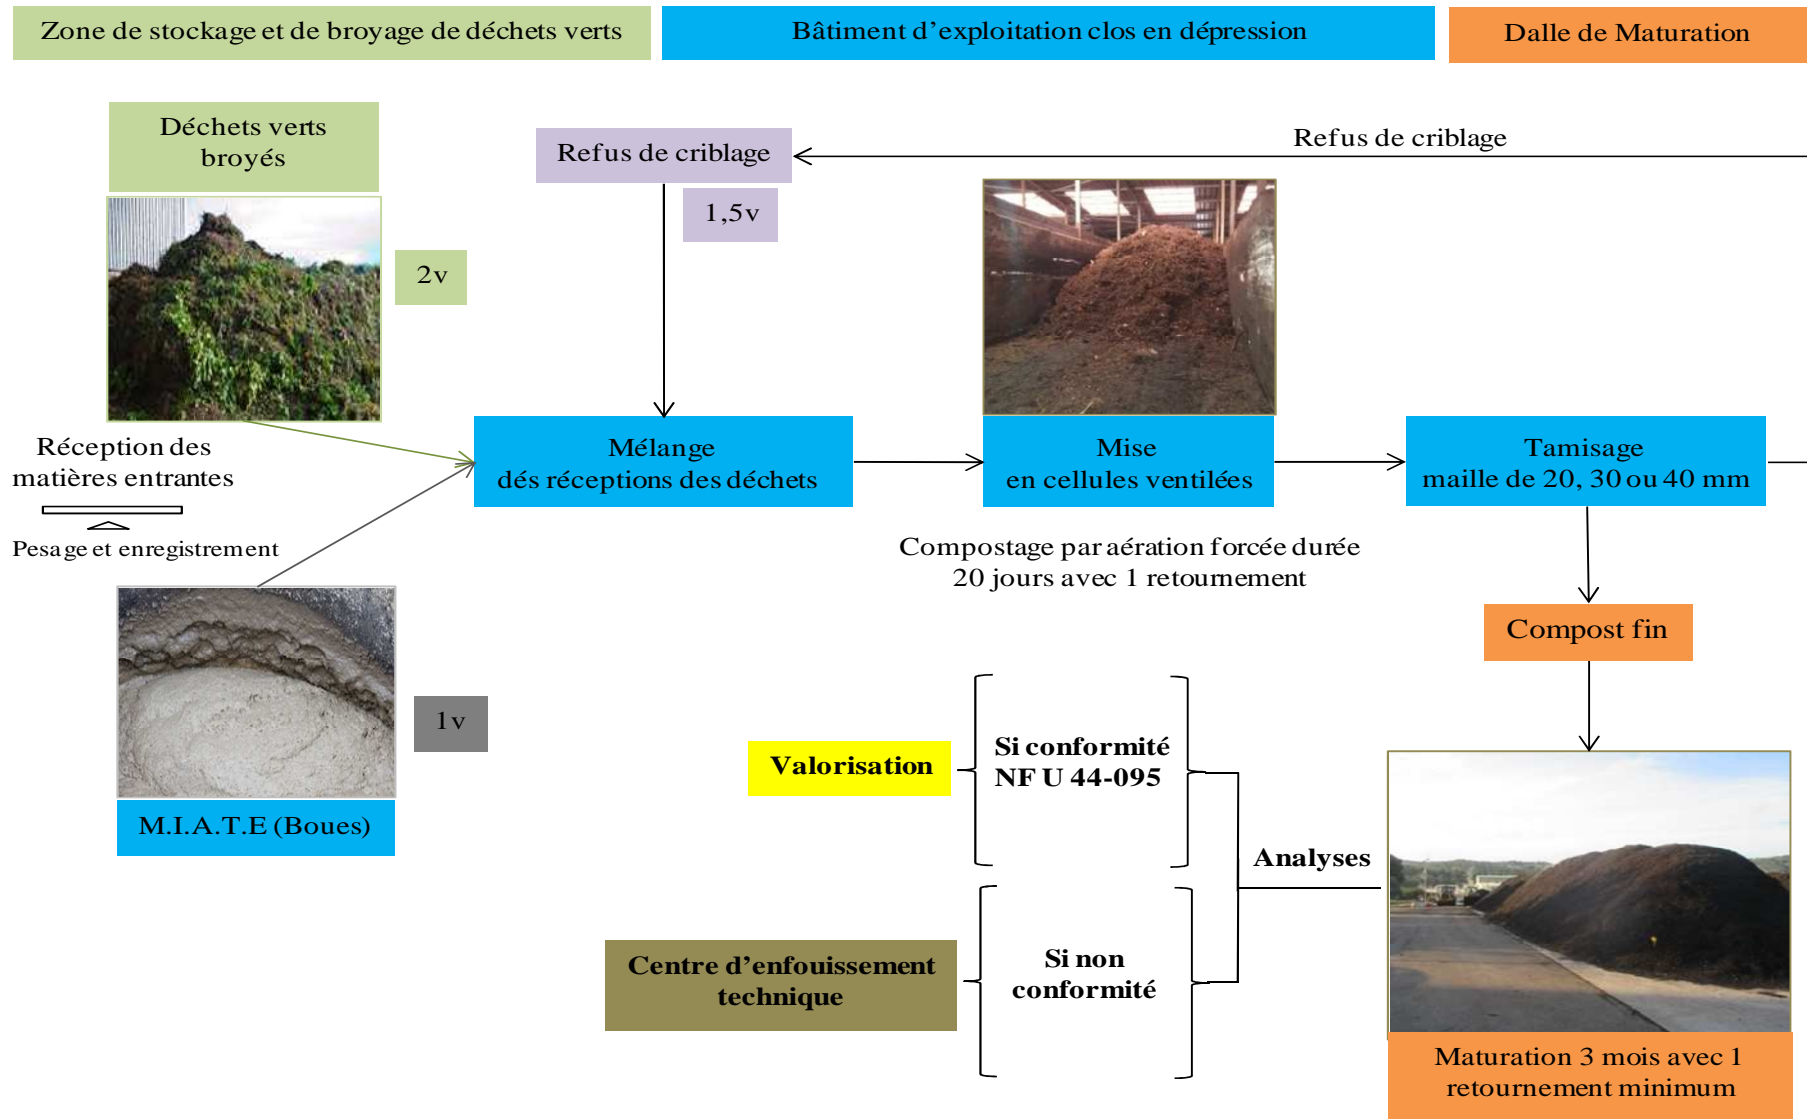 Zone de stockage et de broyage de déchets verts
Bâtiment d’exploitation clos en dépression
Dalle de Maturation
Déchets verts
broyés
Refus de criblage
Refus de criblage
1,5v
2v
Réception des
matières entrantes
Pesage et enregistrement
Mélange
dés réceptions des déchets
Mise
en cellules ventilées
Tamisage
maille de 20, 30 ou 40 mm
Compostage par aération forcée durée
20 jours avec 1 retournement
Compost fin
1v
M.I.A.T.E (Boues)
Valorisation
Si conformité
NF U 44-095
Analyses
Centre d’enfouissement
technique
Si non
conformité
Maturation 3 mois avec 1
retournement minimum